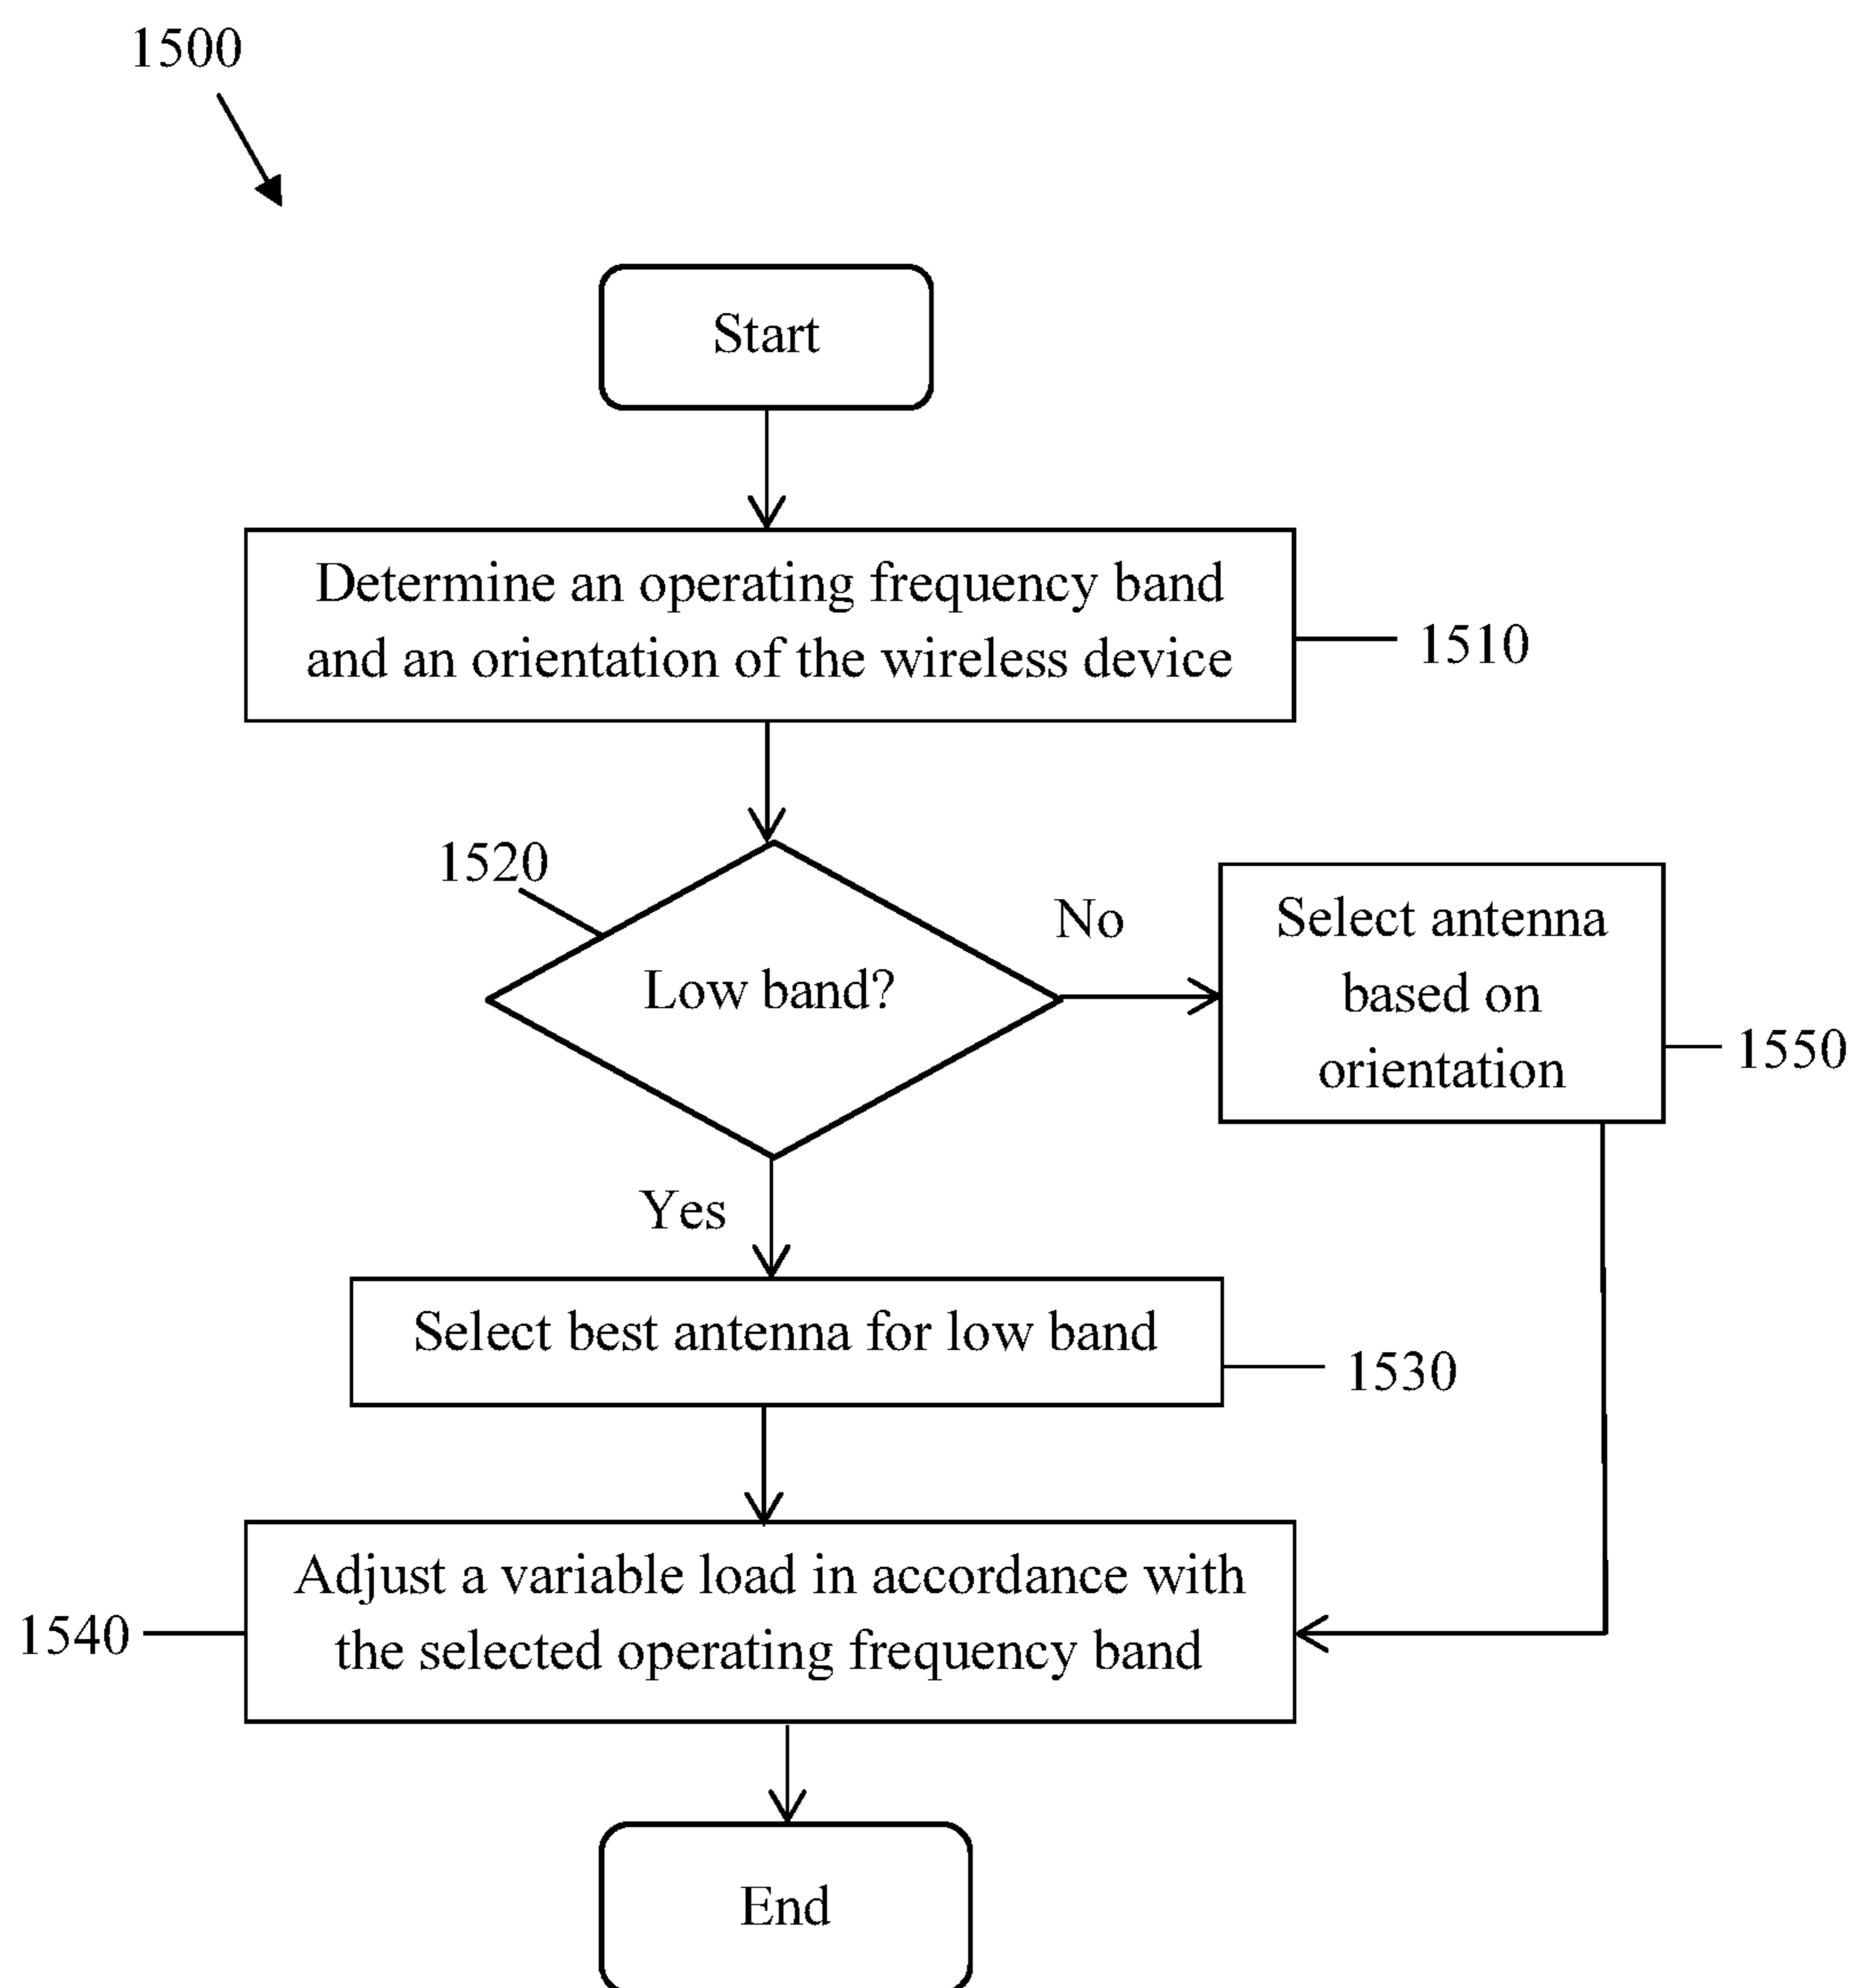 1500
Start
Determine an operating frequency band
and an orientation of the wireless device
1510
1520
Low band?
No
Select antenna
based on
orientation
1550
Yes
Select best antenna for low band
1530
Adjust a variable load in accordance with
the selected operating frequency band
1540
End